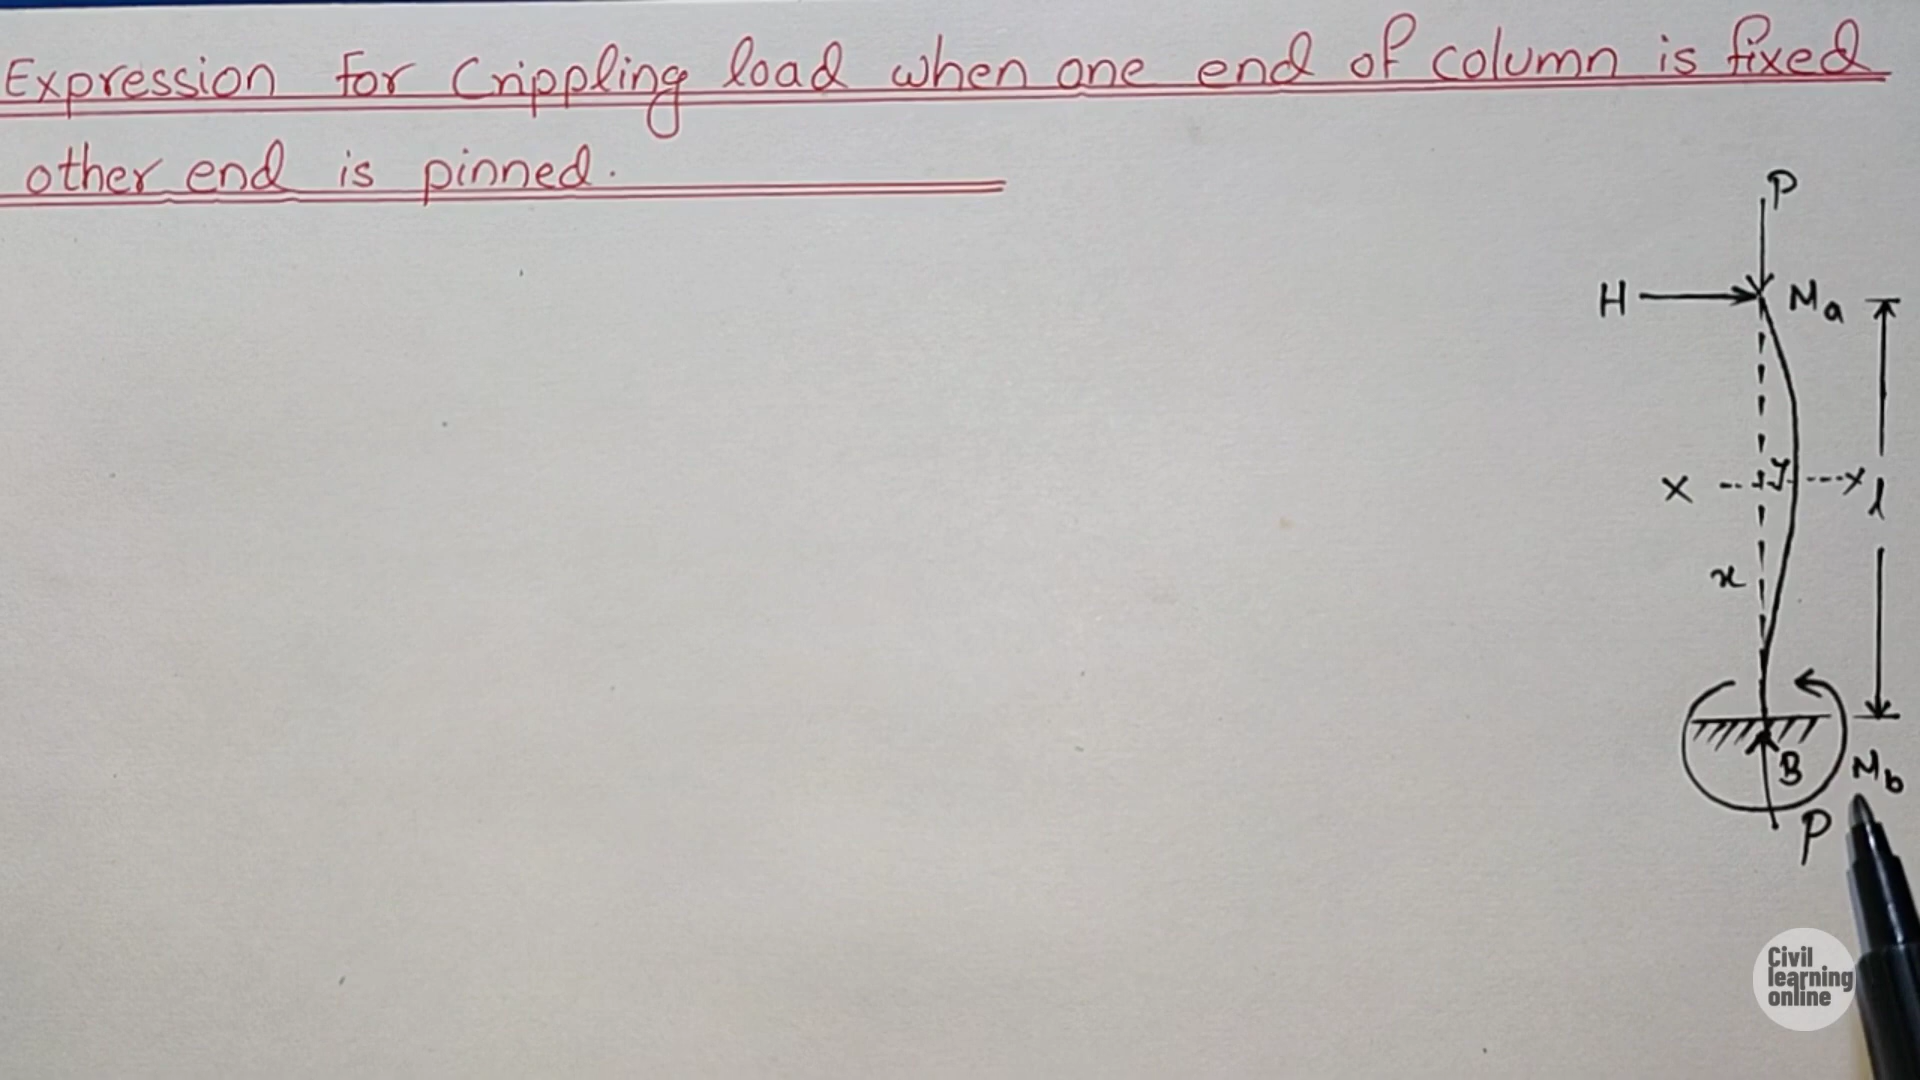 Expression for Crippling load when one end of column is fixed
other end is pinned.
P
H
Ma
X
y
X
l
x
B
Mb
P
Civil
learning
online